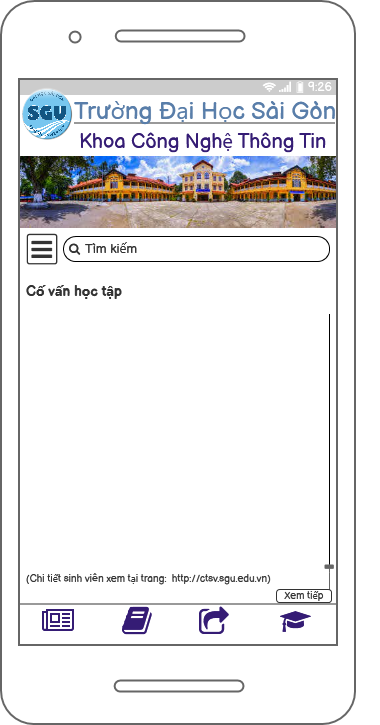 9:26
SGU
Trường Đại Học Sài Gòn
Khoa Công Nghệ Thông Tin
Tìm kiếm
Cố vấn học tập
(Chi tiết sinh viên xem tại trang: http://ctsv.sgu.edu.vn)
Xem tiếp